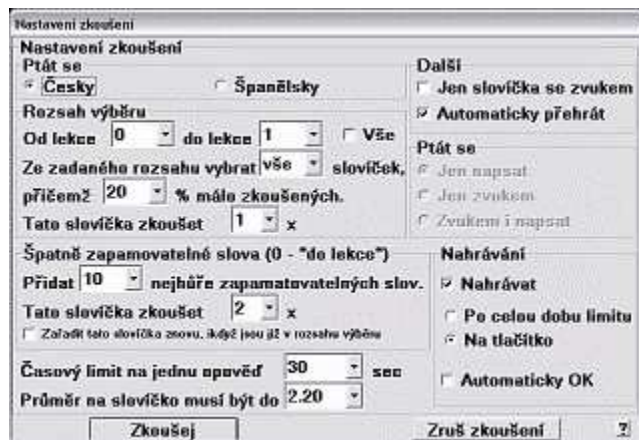 Nastavení zkoušení
Nastavení zkoušení
Ptát se
Česky
Španělsky
Rozsah výběru
Od lekce 0 do lekce 1 Vše
Ze zadaného rozsahu vybrat vše slovíček,
přičemž 20 % málo zkoušených.
Tato slovíčka zkoušet 1 x
Špatně zapamovatelné slova (0 - "do lekce")
Přidat 10 nejhůře zapamatovatelných slov.
Tato slovíčka zkoušet 2 x
Zařadit tato slovíčka znovu, ikdyž jsou již v rozsahu výběru
Časový limit na jednu opověď 30 sec
Průměr na slovíčko musí být do 2.20
Další
Jen slovíčka se zvukem
Automaticky přehrát
Ptát se
Jen napsat
Jen zvukem
Zvukem i napsat
Nahrávání
Nahrávat
Po celou dobu limitu
Na tlačítko
Automaticky OK
Zkoušej
Zruš zkoušení
?